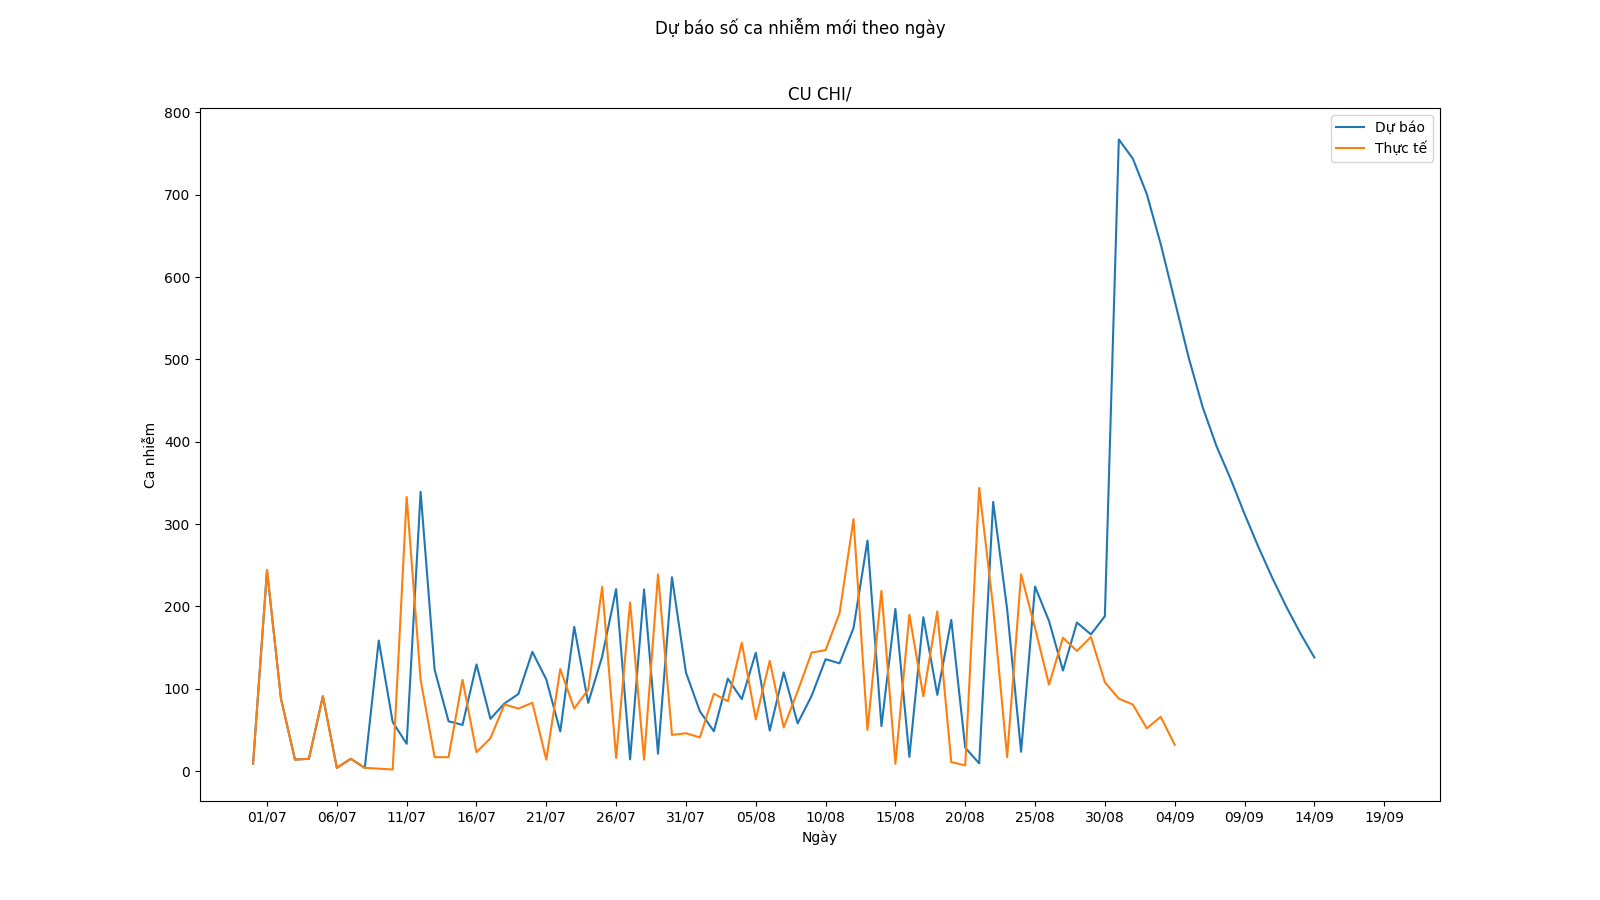 Dự báo số ca nhiễm mới theo ngày
CU CHI/
Dự báo
Thực tế
800
700
600
500
400
300
200
100
0
Ca nhiễm
01/07 06/07 11/07 16/07 21/07 26/07 31/07 05/08 10/08 15/08 20/08 25/08 30/08 04/09 09/09 14/09 19/09
Ngày